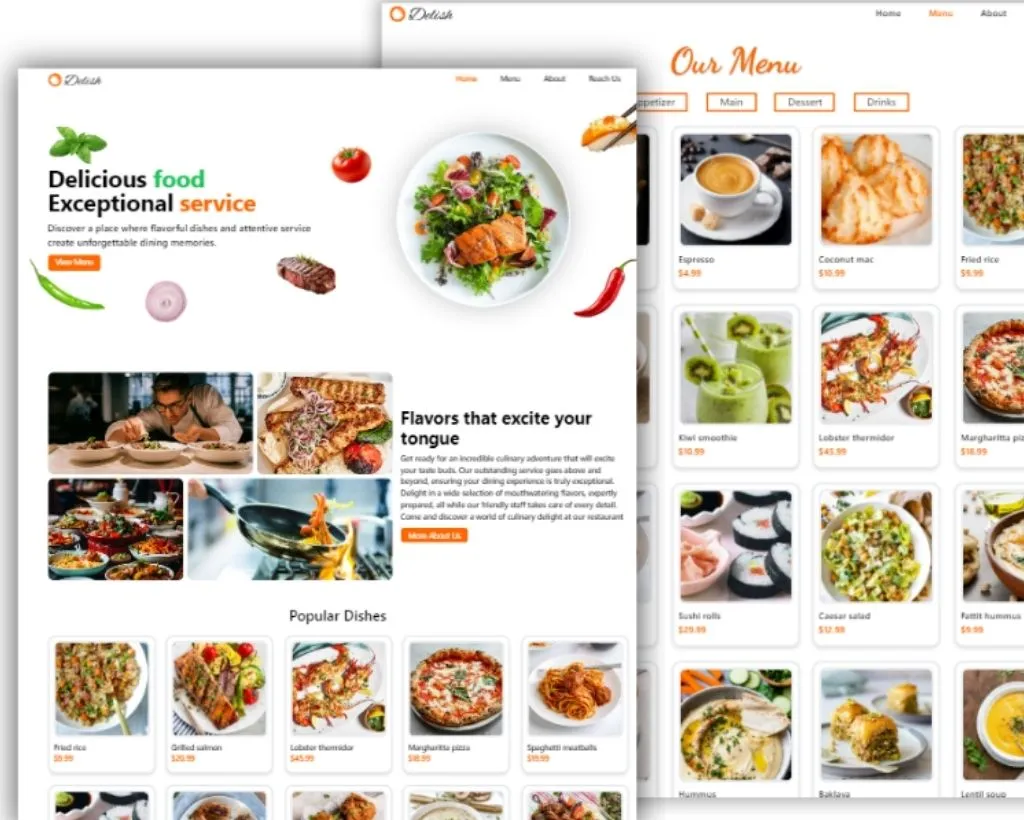 Delish
Home Menu About
Our Menu
ppetizer Main Dessert Drinks
Espresso
$4.99
Coconut mac
$10.99
Fried rice
$9.99
Kiwi smoothie
$10.99
Lobster thermidor
$45.99
Margharitta piz
$18.99
Sushi rolls
$29.99
Caesar salad
$12.99
Fattit hummus
$9.99
Hummus
Baklava
Lentil soup
Delish
Home Menu About Reach Us
Delicious food
Exceptional service
Discover a place where flavorful dishes and attentive service
create unforgettable dining memories.
View Menu
Flavors that excite your
tongue
Get ready for an incredible culinary adventure that will excite
your taste buds. Our outstanding service goes above and
beyond, ensuring your dining experience is truly exceptional.
Delight in a wide selection of mouthwatering flavors, expertly
prepared, all while our friendly staff takes care of every detail.
Come and discover a world of culinary delight at our restaurant
More About Us
Popular Dishes
Fried rice
$9.99
Grilled salmon
$20.99
Lobster thermidor
$45.99
Margharitta pizza
$18.99
Spaghetti meatballs
$19.99